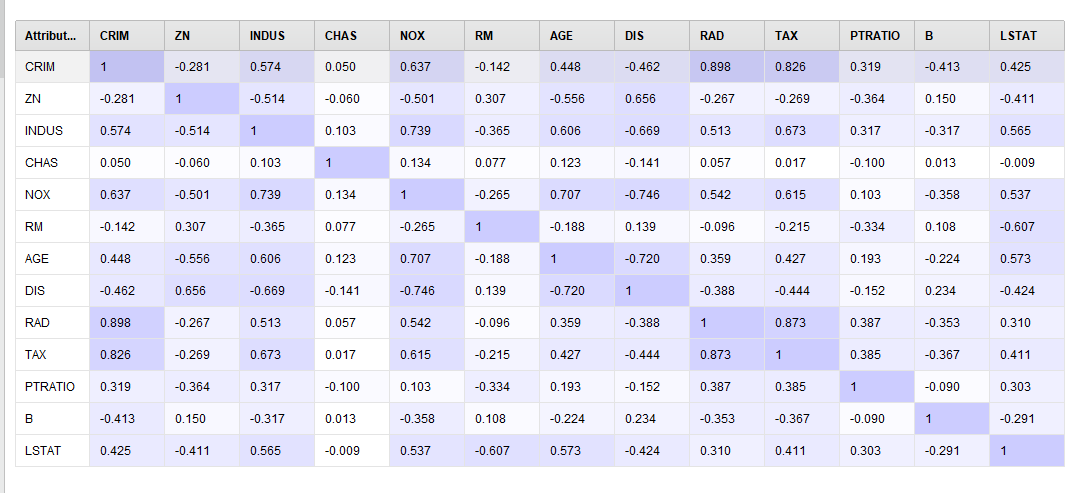 Attribut... CRIM ZN INDUS CHAS NOX RM AGE DIS RAD TAX PTRATIO B LSTAT
CRIM 1 -0.281 0.574 0.050 0.637 -0.142 0.448 -0.462 0.898 0.826 0.319 -0.413 0.425
ZN -0.281 1 -0.514 -0.060 -0.501 0.307 -0.556 0.656 -0.267 -0.269 -0.364 0.150 -0.411
INDUS 0.574 -0.514 1 0.103 0.739 -0.365 0.606 -0.669 0.513 0.673 0.317 -0.317 0.565
CHAS 0.050 -0.060 0.103 1 0.134 0.077 0.123 -0.141 0.057 0.017 -0.100 0.013 -0.009
NOX 0.637 -0.501 0.739 0.134 1 -0.265 0.707 -0.746 0.542 0.615 0.103 -0.358 0.537
RM -0.142 0.307 -0.365 0.077 -0.265 1 -0.188 0.139 -0.096 -0.215 -0.334 0.108 -0.607
AGE 0.448 -0.556 0.606 0.123 0.707 -0.188 1 -0.720 0.359 0.427 0.193 -0.224 0.573
DIS -0.462 0.656 -0.669 -0.141 -0.746 0.139 -0.720 1 -0.388 -0.444 -0.152 0.234 -0.424
RAD 0.898 -0.267 0.513 0.057 0.542 -0.096 0.359 -0.388 1 0.873 0.387 -0.353 0.310
TAX 0.826 -0.269 0.673 0.017 0.615 -0.215 0.427 -0.444 0.873 1 0.385 -0.367 0.411
PTRATIO 0.319 -0.364 0.317 -0.100 0.103 -0.334 0.193 -0.152 0.387 0.385 1 -0.090 0.303
B -0.413 0.150 -0.317 0.013 -0.358 0.108 -0.224 0.234 -0.353 -0.367 -0.090 1 -0.291
LSTAT 0.425 -0.411 0.565 -0.009 0.537 -0.607 0.573 -0.424 0.310 0.411 0.303 -0.291 1